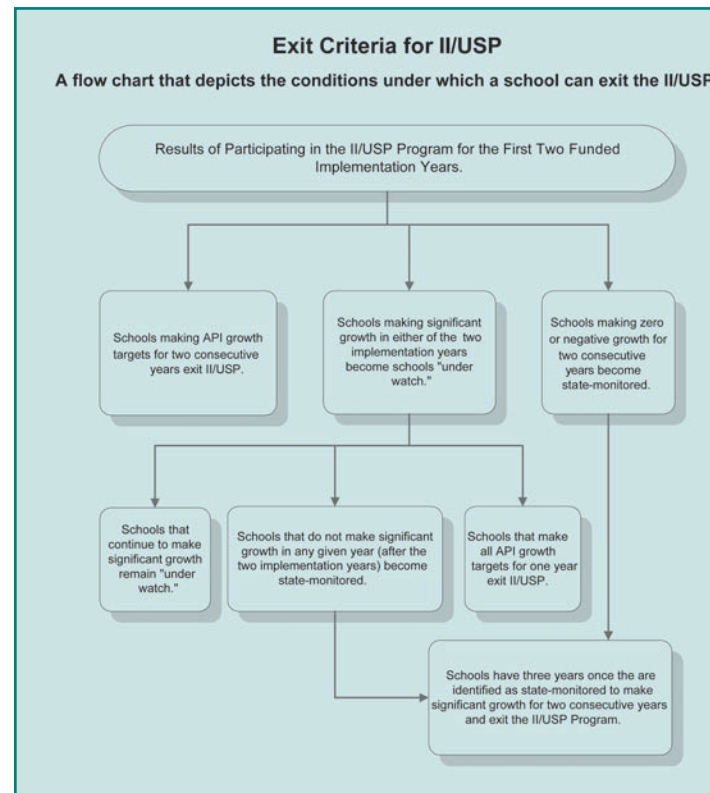 Exit Criteria for II/USP
A flow chart that depicts the conditions under which a school can exit the II/USP
Results of Participating in the II/USP Program for the First Two Funded
Implementation Years.
Schools making API growth
targets for two consecutive
years exit II/USP.
Schools making significant
growth in either of the two
implementation years
become schools "under
watch."
Schools making zero
or negative growth for
two consecutive
years become
state-monitored.
Schools that
continue to make
significant growth
remain "under
watch."
Schools that do not make significant
growth in any given year (after the
two implementation years) become
state-monitored.
Schools that make
all API growth
targets for one year
exit II/USP.
Schools have three years once the are
identified as state-monitored to make
significant growth for two consecutive years
and exit the II/USP Program.